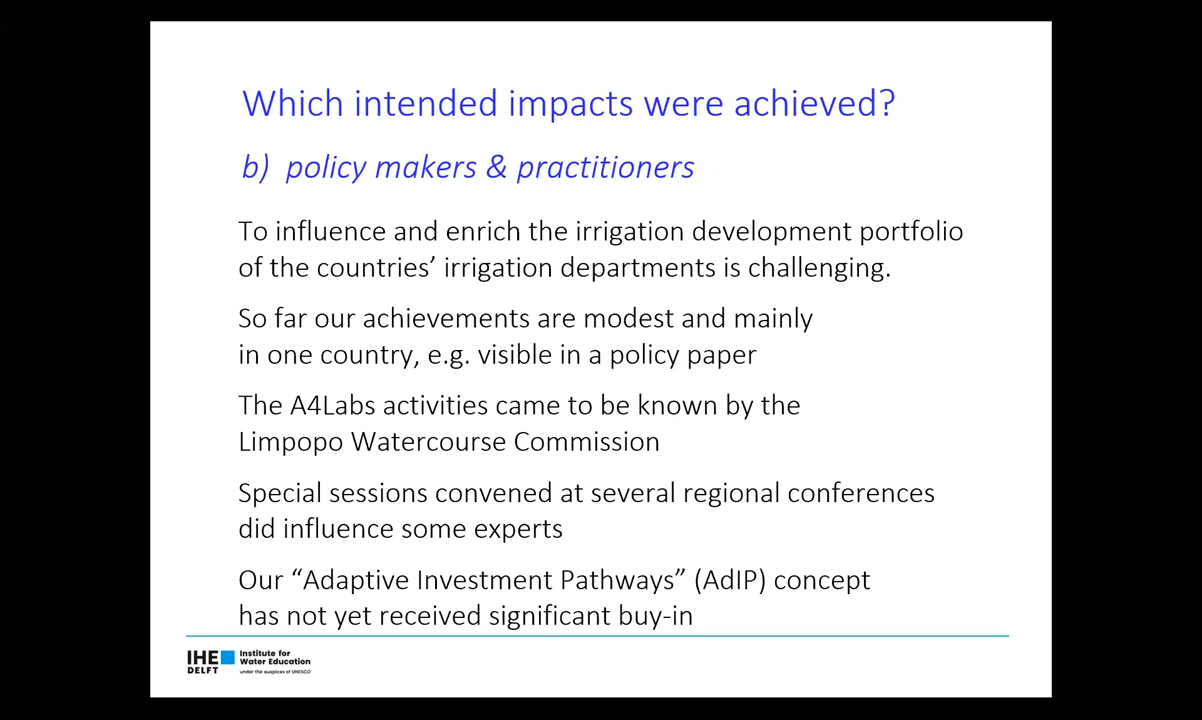 Which intended impacts were achieved?
b) policy makers & practitioners
To influence and enrich the irrigation development portfolio
of the countries’ irrigation departments is challenging.
So far our achievements are modest and mainly
in one country, e.g. visible in a policy paper
The A4Labs activities came to be known by the
Limpopo Watercourse Commission
Special sessions convened at several regional conferences
did influence some experts
Our “Adaptive Investment Pathways” (AdIP) concept
has not yet received significant buy-in
IHE DELFT
Institute for
Water Education
under the auspices of UNESCO